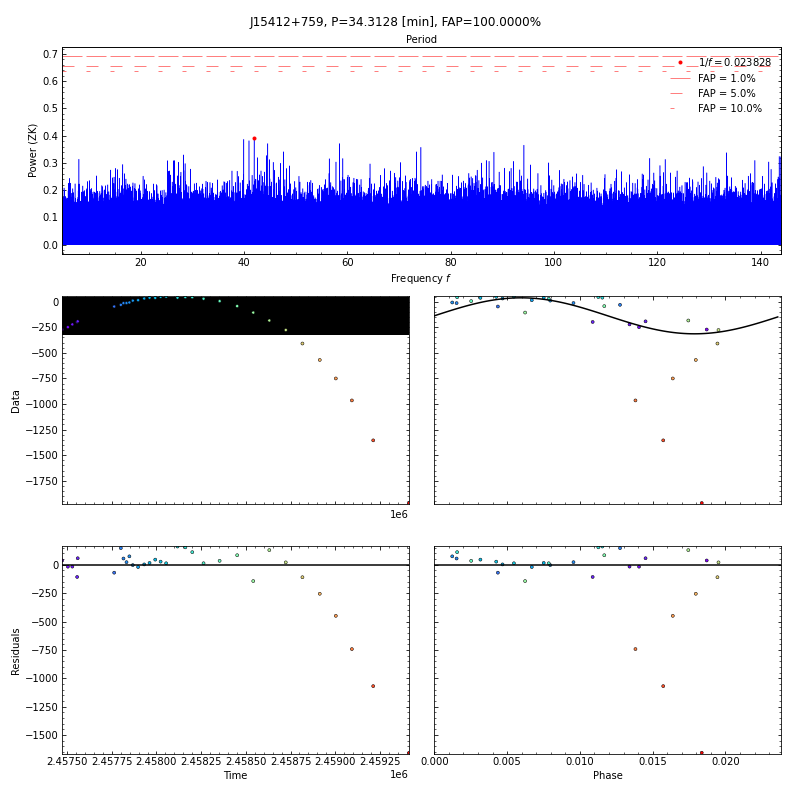 J15412+759, P=34.3128 [min], FAP=100.0000%
Period
Power (ZK)
0.7
0.6
0.5
0.4
0.3
0.2
0.1
0.0
1/f = 0.023828
FAP = 1.0%
FAP = 5.0%
FAP = 10.0%
20 40 60 80 100 120 140
Frequency f
Data
0
−250
−500
−750
−1000
−1250
−1500
−1750
1e6
Residuals
0
−250
−500
−750
−1000
−1250
−1500
2.45750 2.45775 2.45800 2.45825 2.45850 2.45875 2.45900 2.45925
1e6
Time
0.000 0.005 0.010 0.015 0.020
Phase